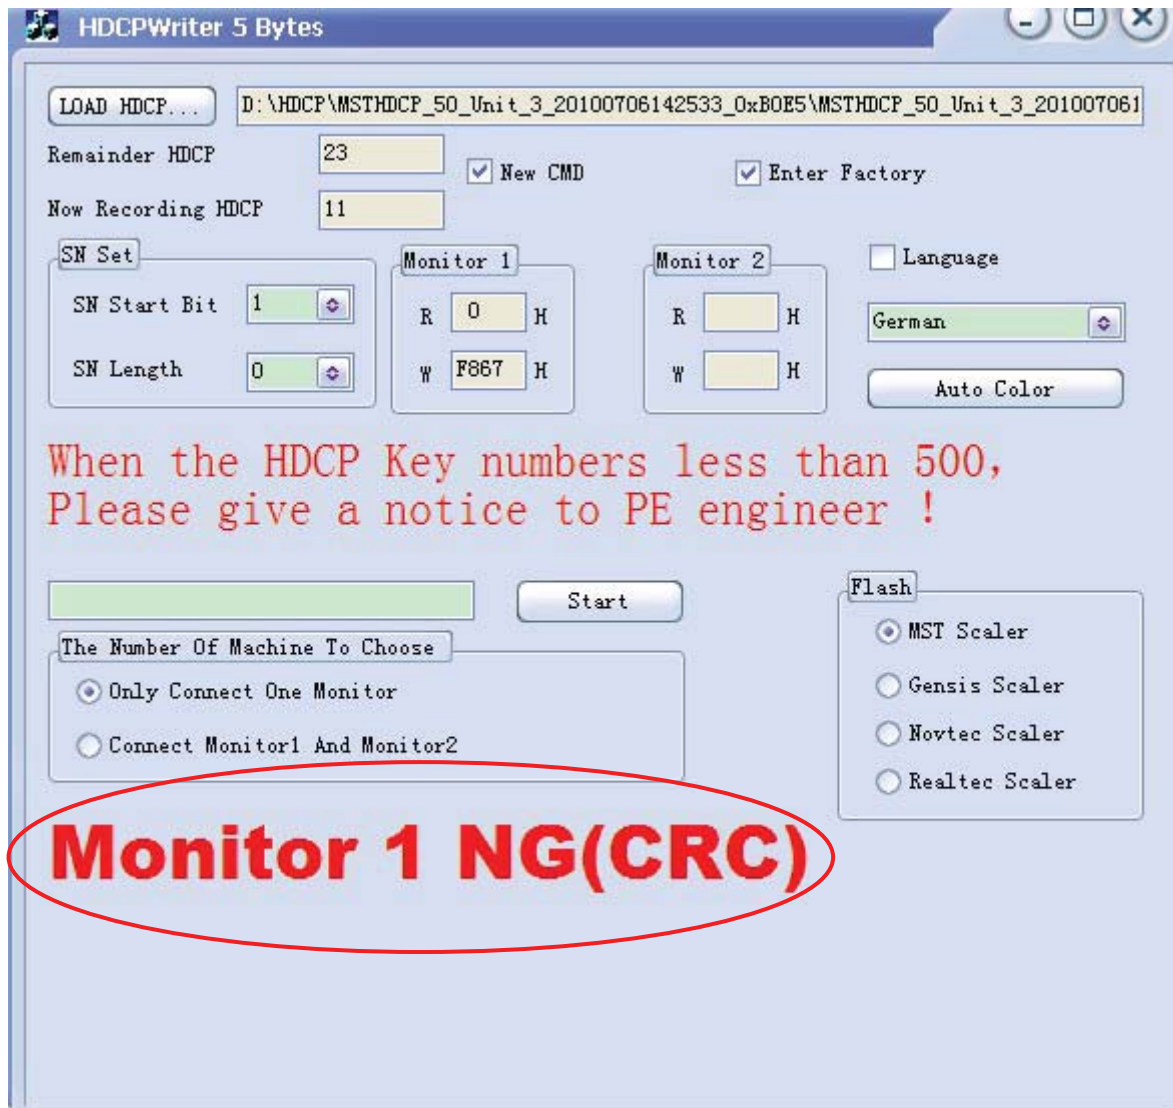 HDCPWriter 5 Bytes
LOAD HDCP... D:\HDCP\MSTHDCP_50_Unit_3_20100706142533_0xB0E5\MSTHDCP_50_Unit_3_201007061
Remainder HDCP 23
New CMD
Enter Factory
Now Recording HDCP 11
SN Set
SN Start Bit 1
SN Length 0
Monitor 1
R 0 H
W F867 H
Monitor 2
R H
W H
Language
German
Auto Color
When the HDCP Key numbers less than 500,
Please give a notice to PE engineer !
Start
The Number Of Machine To Choose
Only Connect One Monitor
Connect Monitor1 And Monitor2
Flash
MST Scaler
Gensis Scaler
Novtec Scaler
Realtec Scaler
Monitor 1 NG(CRC)